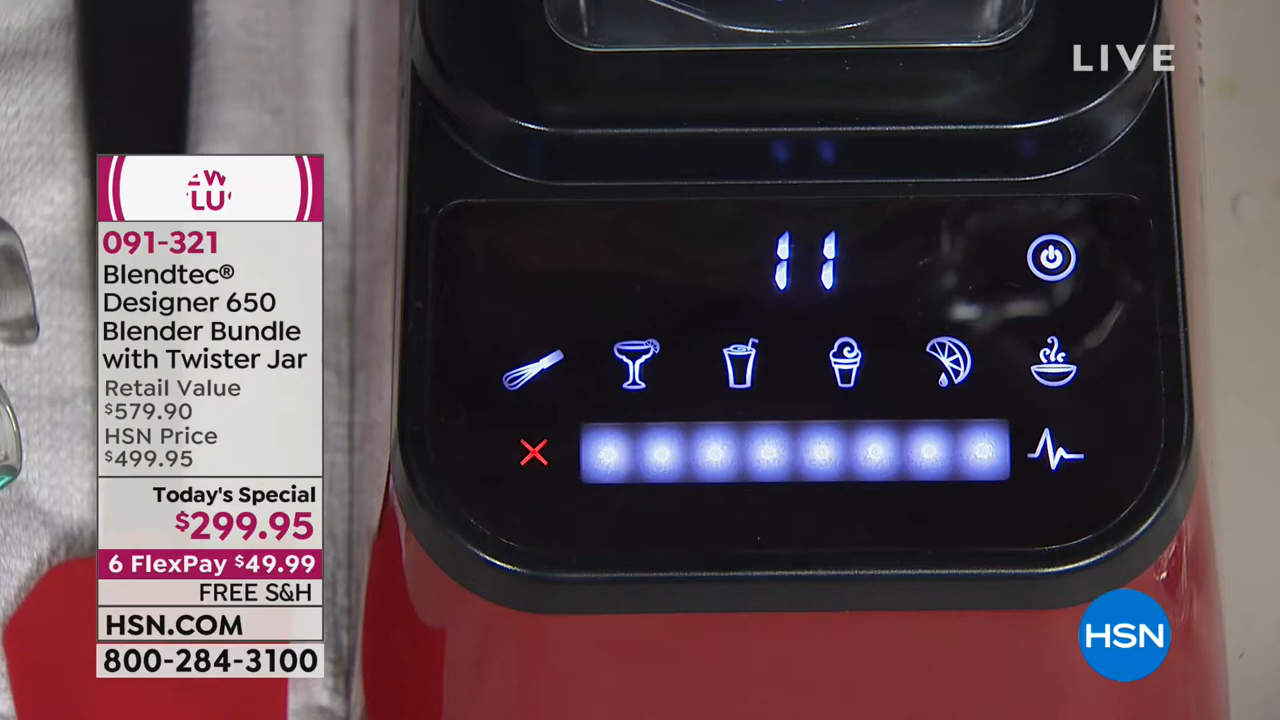 LIVE
091-321
Blendtec®
Designer 650
Blender Bundle
with Twister Jar
Retail Value
$579.90
HSN Price
$499.95
Today's Special
$299.95
6 FlexPay $49.99
FREE S&H
HSN.COM
800-284-3100
11
HSN